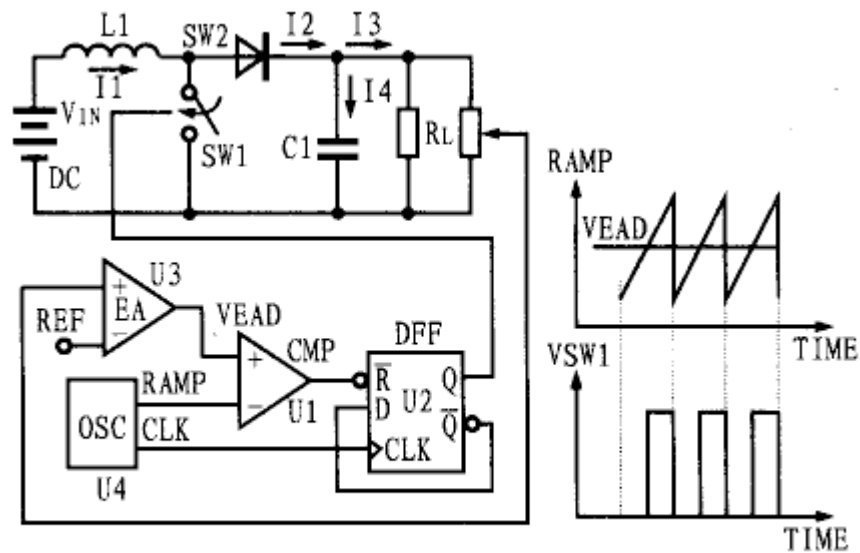 L1
SW2
I2
I3
I1
I4
VIN
SW1
C1
RL
DC
RAMP
VEAD
TIME
VSW1
TIME
U3
+
EA
−
REF
VEAD
+
CMP
−
U1
RAMP
OSC
CLK
U4
DFF
R
Q
D
U2
Q
CLK